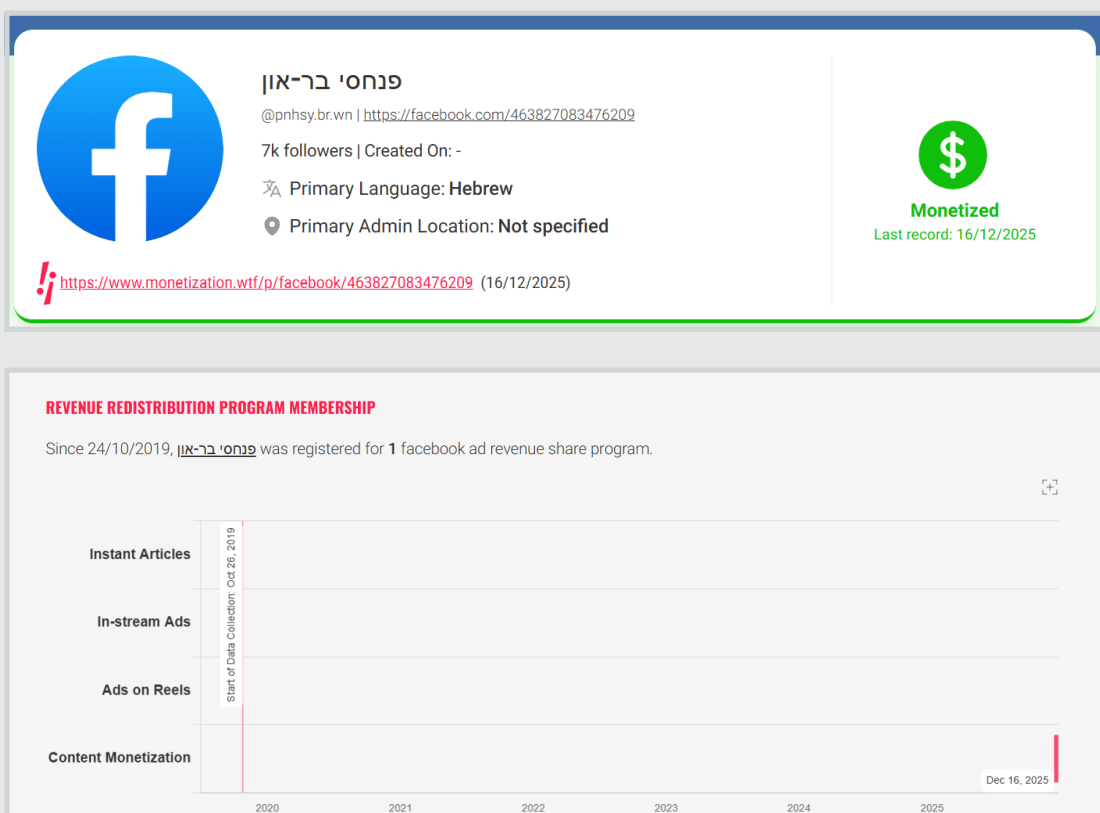 פנחסי בר-און
@pnhsy.br.wn | https://facebook.com/463827083476209
7k followers | Created On: -
Primary Language: Hebrew
Primary Admin Location: Not specified
https://www.monetization.wtf/p/facebook/463827083476209 (16/12/2025)
Monetized
Last record: 16/12/2025
REVENUE REDISTRIBUTION PROGRAM MEMBERSHIP
Since 24/10/2019, פנחסי בר-און was registered for 1 facebook ad revenue share program.
Start of Data Collection: Oct 26, 2019
Instant Articles
In-stream Ads
Ads on Reels
Content Monetization
Dec 16, 2025
2020 2021 2022 2023 2024 2025